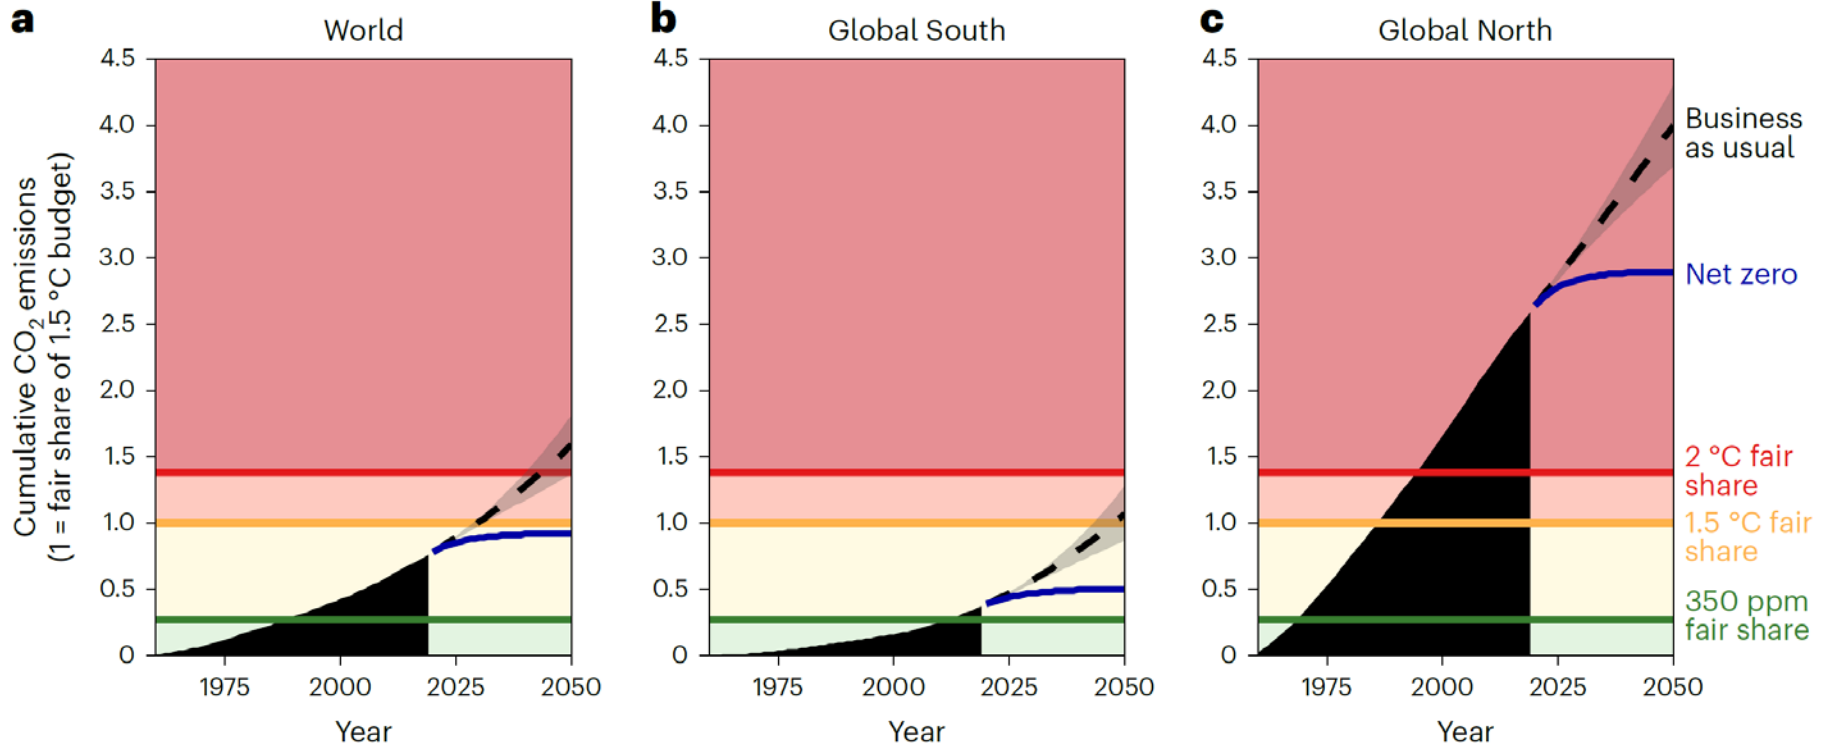 a
World
4.5
4.0
3.5
3.0
2.5
2.0
1.5
1.0
0.5
0
Cumulative CO₂ emissions
(1 = fair share of 1.5 °C budget)
1975 2000 2025 2050
Year
b
Global South
4.5
4.0
3.5
3.0
2.5
2.0
1.5
1.0
0.5
0
1975 2000 2025 2050
Year
c
Global North
4.5
4.0
3.5
3.0
2.5
2.0
1.5
1.0
0.5
0
1975 2000 2025 2050
Year
Business
as usual
Net zero
2 °C fair
share
1.5 °C fair
share
350 ppm
fair share